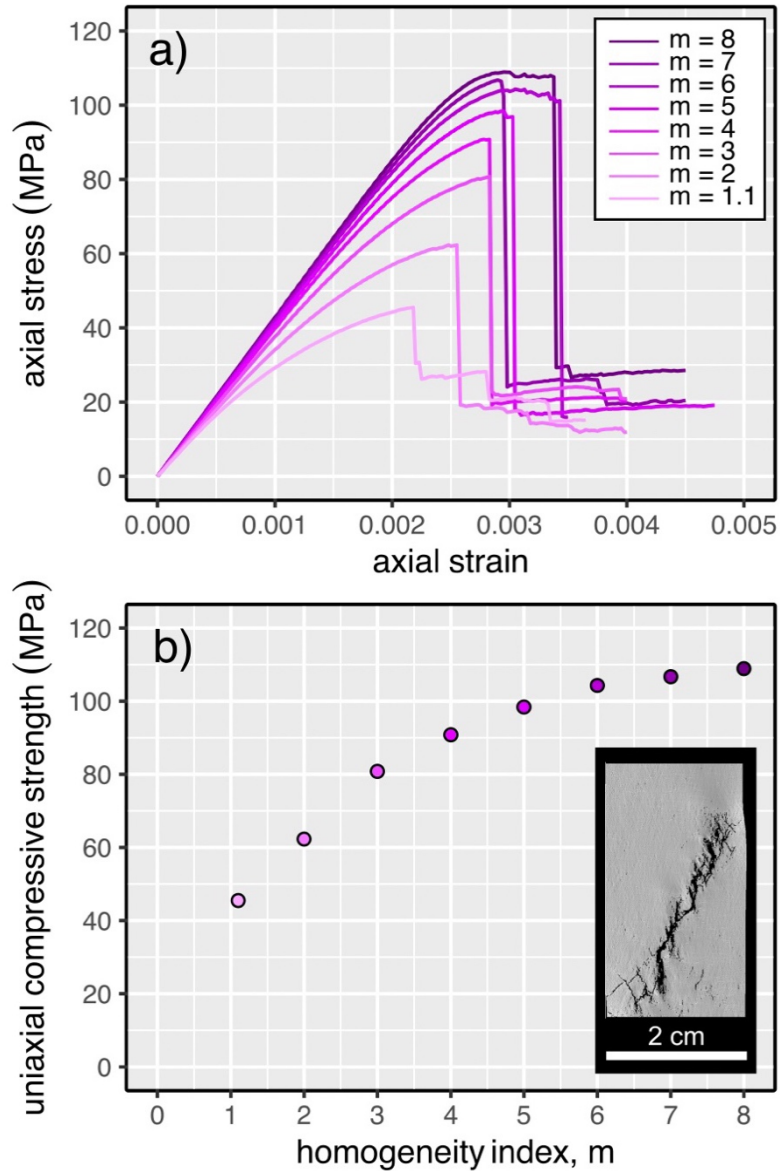 a)
120
100
80
60
40
20
0
axial stress (MPa)
m = 8
m = 7
m = 6
m = 5
m = 4
m = 3
m = 2
m = 1.1
0.000 0.001 0.002 0.003 0.004 0.005
axial strain
b)
120
100
80
60
40
20
0
uniaxial compressive strength (MPa)
2 cm
0 1 2 3 4 5 6 7 8
homogeneity index, m